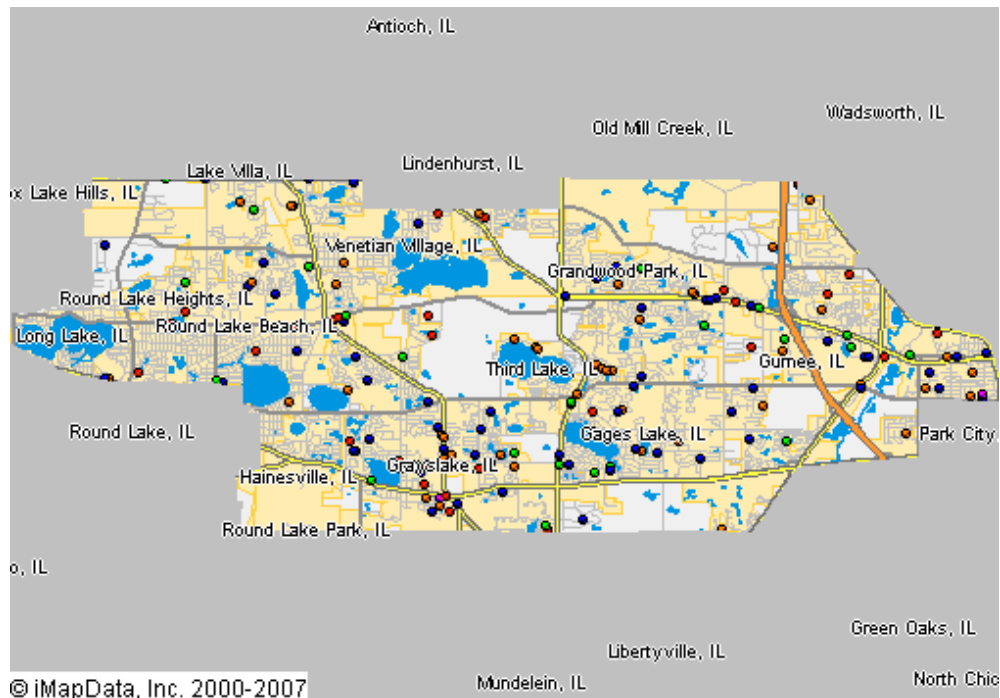 Antioch, IL
Wadsworth, IL
Old Mill Creek, IL
Lindenhurst, IL
Lake Villa, IL
ox Lake Hills, IL
Venetian Village, IL
Grandwood Park, IL
Round Lake Heights, IL
Round Lake Beach, IL
Long Lake, IL
Gurnee, IL
Third Lake, IL
Round Lake, IL
Gages Lake, IL
Park City,
Grayslake, IL
Hainesville, IL
Round Lake Park, IL
o, IL
Green Oaks, IL
Libertyville, IL
North Chic
Mundelein, IL
© iMapData, Inc. 2000-2007